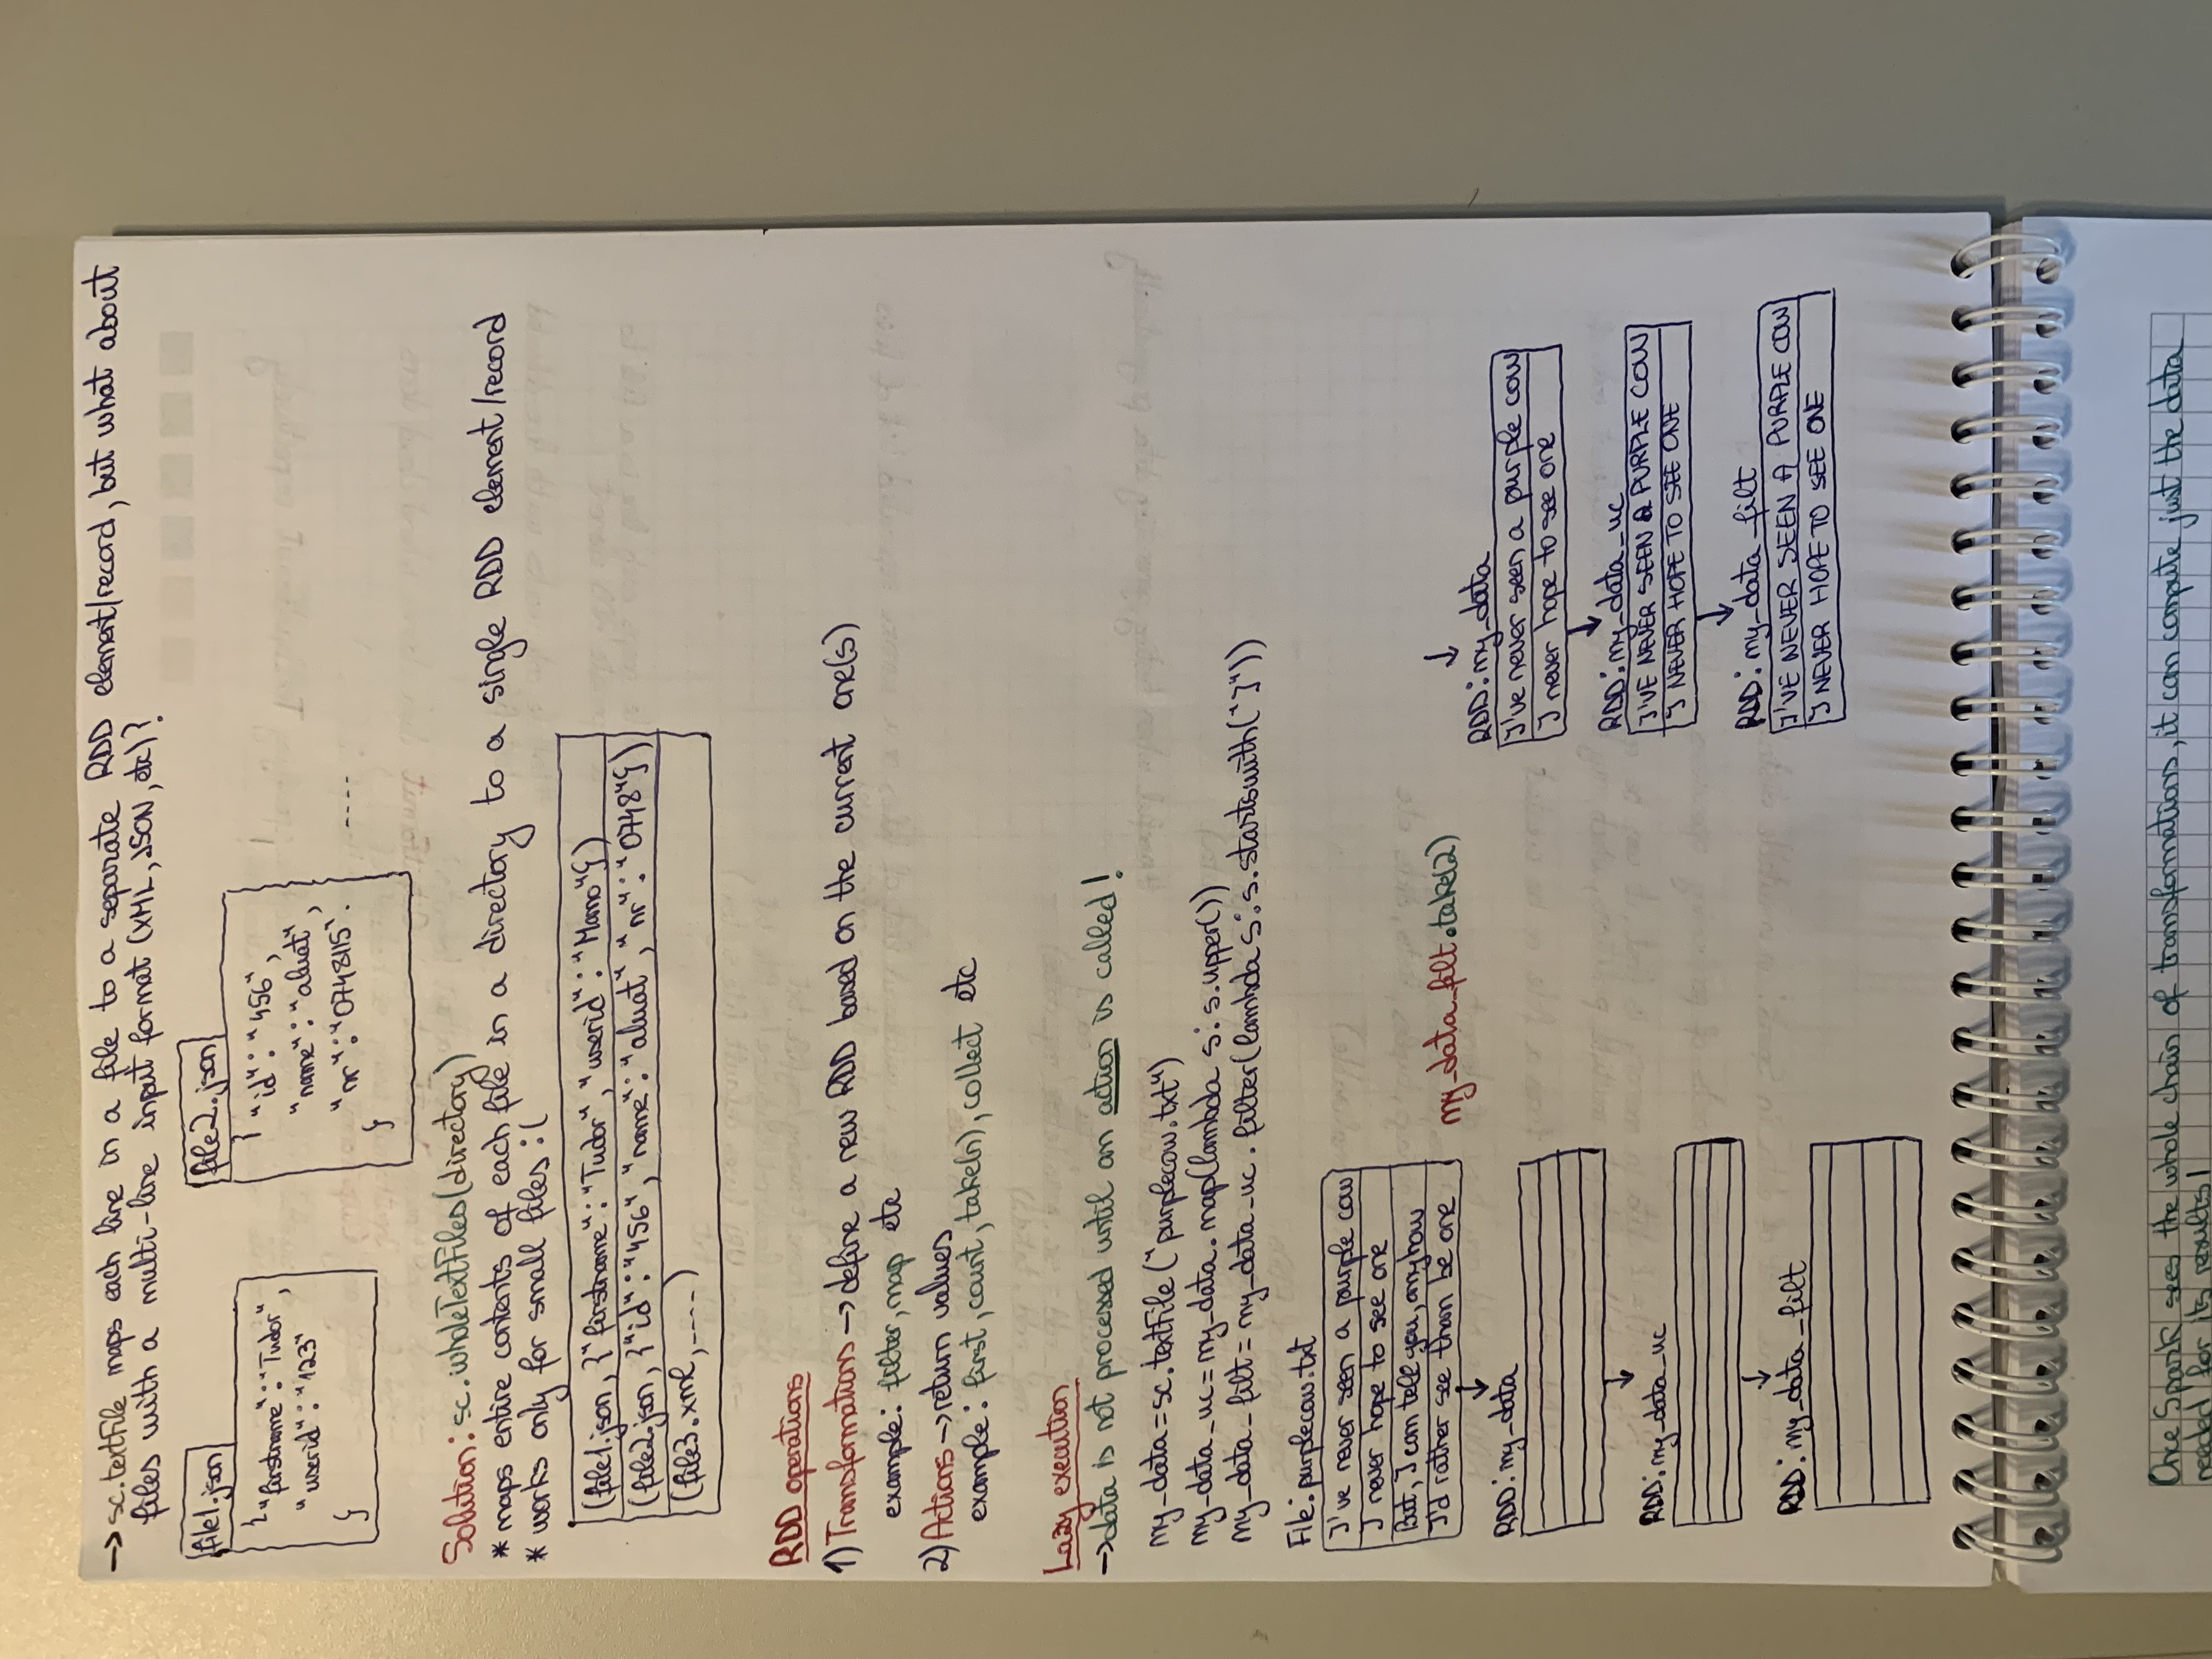 → sc.textFile maps each line in a file to a separate RDD element/record, but what about
files with a multi-line input format (XML, JSON, etc)?
file1.json
{"firstname":"Tudor",
"userid":"123"
}
file2.json
{"id":"456",
"name":"aluat",
"nr":"0748115".
}
----
Solution: sc.wholeTextFiles(directory)
* maps entire contents of each file in a directory to a single RDD element/record
* works only for small files :(
(file1.json, {"firstname":"Tudor","userid":"Mamo"})
(file2.json, {"id":"456","name":"aluat","nr":"0748"})
(file3.xml, ----)
RDD operations
1) Transformations → define a new RDD based on the current one(s)
example: filter, map etc
2) Actions → return values
example: first, count, take(n), collect etc
Lazy execution
→ data is not processed until an action is called!
my_data = sc.textFile("purplecow.txt")
my_data_uc = my_data.map(lambda s: s.upper())
my_data_filt = my_data_uc.filter(lambda s: s.startswith("I"))
File: purplecow.txt
I've never seen a purple cow
I never hope to see one
But, I can tell you, anyhow
I'd rather see than be one
↓
RDD: my_data
↓
RDD: my_data_uc
↓
RDD: my_data_filt
my_data_filt.take(2)
↓
RDD: my_data
I've never seen a purple cow
I never hope to see one
↓
RDD: my_data_uc
I'VE NEVER SEEN A PURPLE COW
I NEVER HOPE TO SEE ONE
↓
RDD: my_data_filt
I'VE NEVER SEEN A PURPLE COW
I NEVER HOPE TO SEE ONE
Once Spark sees the whole chain of transformations, it can compute just the data
needed for its results!